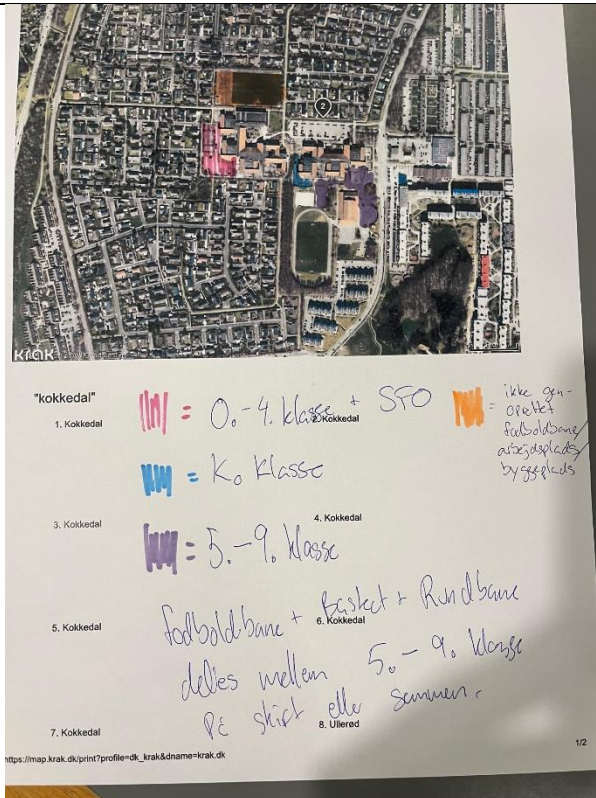 2
KRAK
"kokkedal"
1. Kokkedal
= 0.-4. klasse + SFO
2. Kokkedal
= ikke gen-
oprettet
fodboldbane/
arbejdsplads/
byggeplads
= K. klasse
3. Kokkedal
4. Kokkedal
= 5.-9. klasse
5. Kokkedal
6. Kokkedal
fodboldbane + Basket + Rundbane
deles mellem 5.-9. klasse
På skift eller sammen.
7. Kokkedal
8. Ullerød
https://map.krak.dk/print?profile=dk_krak&dname=krak.dk
1/2